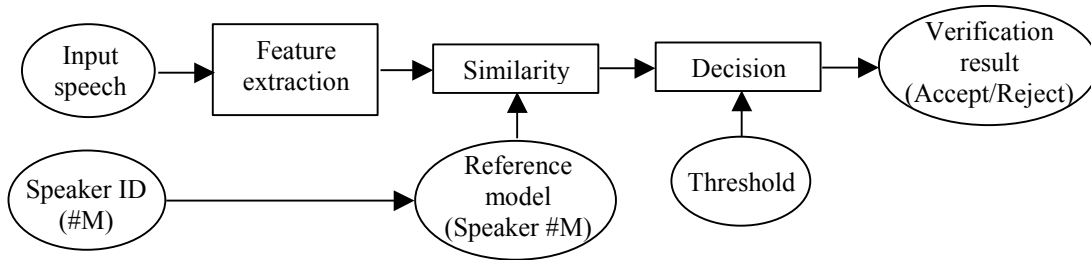 Input
speech
Feature
extraction
Similarity
Decision
Verification
result
(Accept/Reject)
Speaker ID
(#M)
Reference
model
(Speaker #M)
Threshold